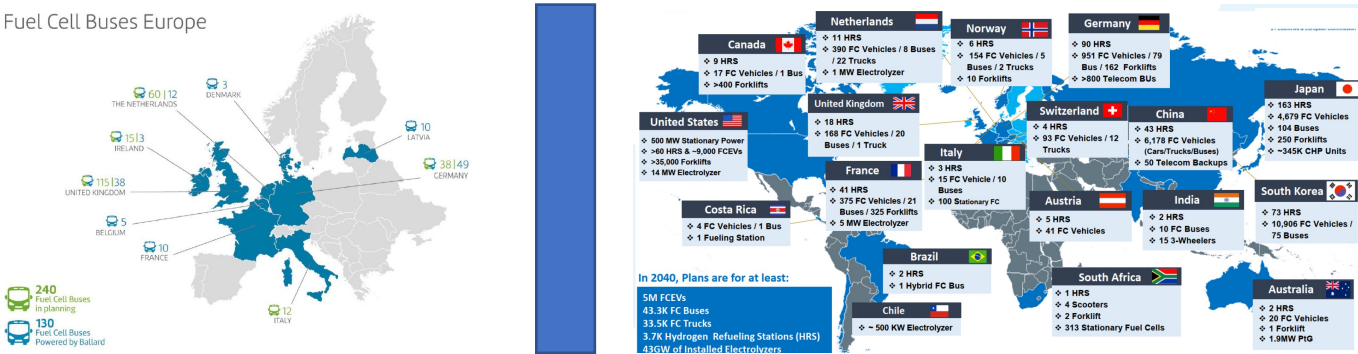 Fuel Cell Buses Europe
60 | 12
THE NETHERLANDS
3
DENMARK
15|3
IRELAND
10
LATVIA
38|49
GERMANY
115|38
UNITED KINGDOM
5
BELGIUM
10
FRANCE
12
ITALY
240
Fuel Cell Buses
in planning
130
Fuel Cell Buses
Powered by Ballard
Canada
❖ 9 HRS
❖ 17 FC Vehicles / 1 Bus
❖ >400 Forklifts
Netherlands
❖ 11 HRS
❖ 390 FC Vehicles / 8 Buses
/ 22 Trucks
❖ 1 MW Electrolyzer
Norway
❖ 6 HRS
❖ 154 FC Vehicles / 5
Buses / 2 Trucks
❖ 10 Forklifts
Germany
❖ 90 HRS
❖ 951 FC Vehicles / 79
Bus / 162 Forklifts
❖ >800 Telecom BUs
Japan
❖ 163 HRS
❖ 4,679 FC Vehicles
❖ 104 Buses
❖ 250 Forklifts
❖ ~345K CHP Units
United States
❖ 500 MW Stationary Power
❖ >60 HRS & ~9,000 FCEVs
❖ >35,000 Forklifts
❖ 14 MW Electrolyzer
United Kingdom
❖ 18 HRS
❖ 168 FC Vehicles / 20
Buses / 1 Truck
Switzerland
❖ 4 HRS
❖ 93 FC Vehicles / 12
Trucks
China
❖ 43 HRS
❖ 6,178 FC Vehicles
(Cars/Trucks/Buses)
❖ 50 Telecom Backups
Italy
❖ 3 HRS
❖ 15 FC Vehicle / 10
Buses
❖ 100 Stationary FC
France
❖ 41 HRS
❖ 375 FC Vehicles / 21
Buses / 325 Forklifts
❖ 5 MW Electrolyzer
South Korea
❖ 73 HRS
❖ 10,906 FC Vehicles /
75 Buses
Costa Rica
❖ 4 FC Vehicles / 1 Bus
❖ 1 Fueling Station
Austria
❖ 5 HRS
❖ 41 FC Vehicles
India
❖ 2 HRS
❖ 10 FC Buses
❖ 15 3-Wheelers
Brazil
❖ 2 HRS
❖ 1 Hybrid FC Bus
South Africa
❖ 1 HRS
❖ 4 Scooters
❖ 2 Forklift
❖ 313 Stationary Fuel Cells
Australia
❖ 2 HRS
❖ 20 FC Vehicles
❖ 1 Forklift
❖ 1.9MW PtG
Chile
❖ ~ 500 KW Electrolyzer
In 2040, Plans are for at least:
5M FCEVs
43.3K FC Buses
33.5K FC Trucks
3.7K Hydrogen Refueling Stations (HRS)
43GW of Installed Electrolyzers